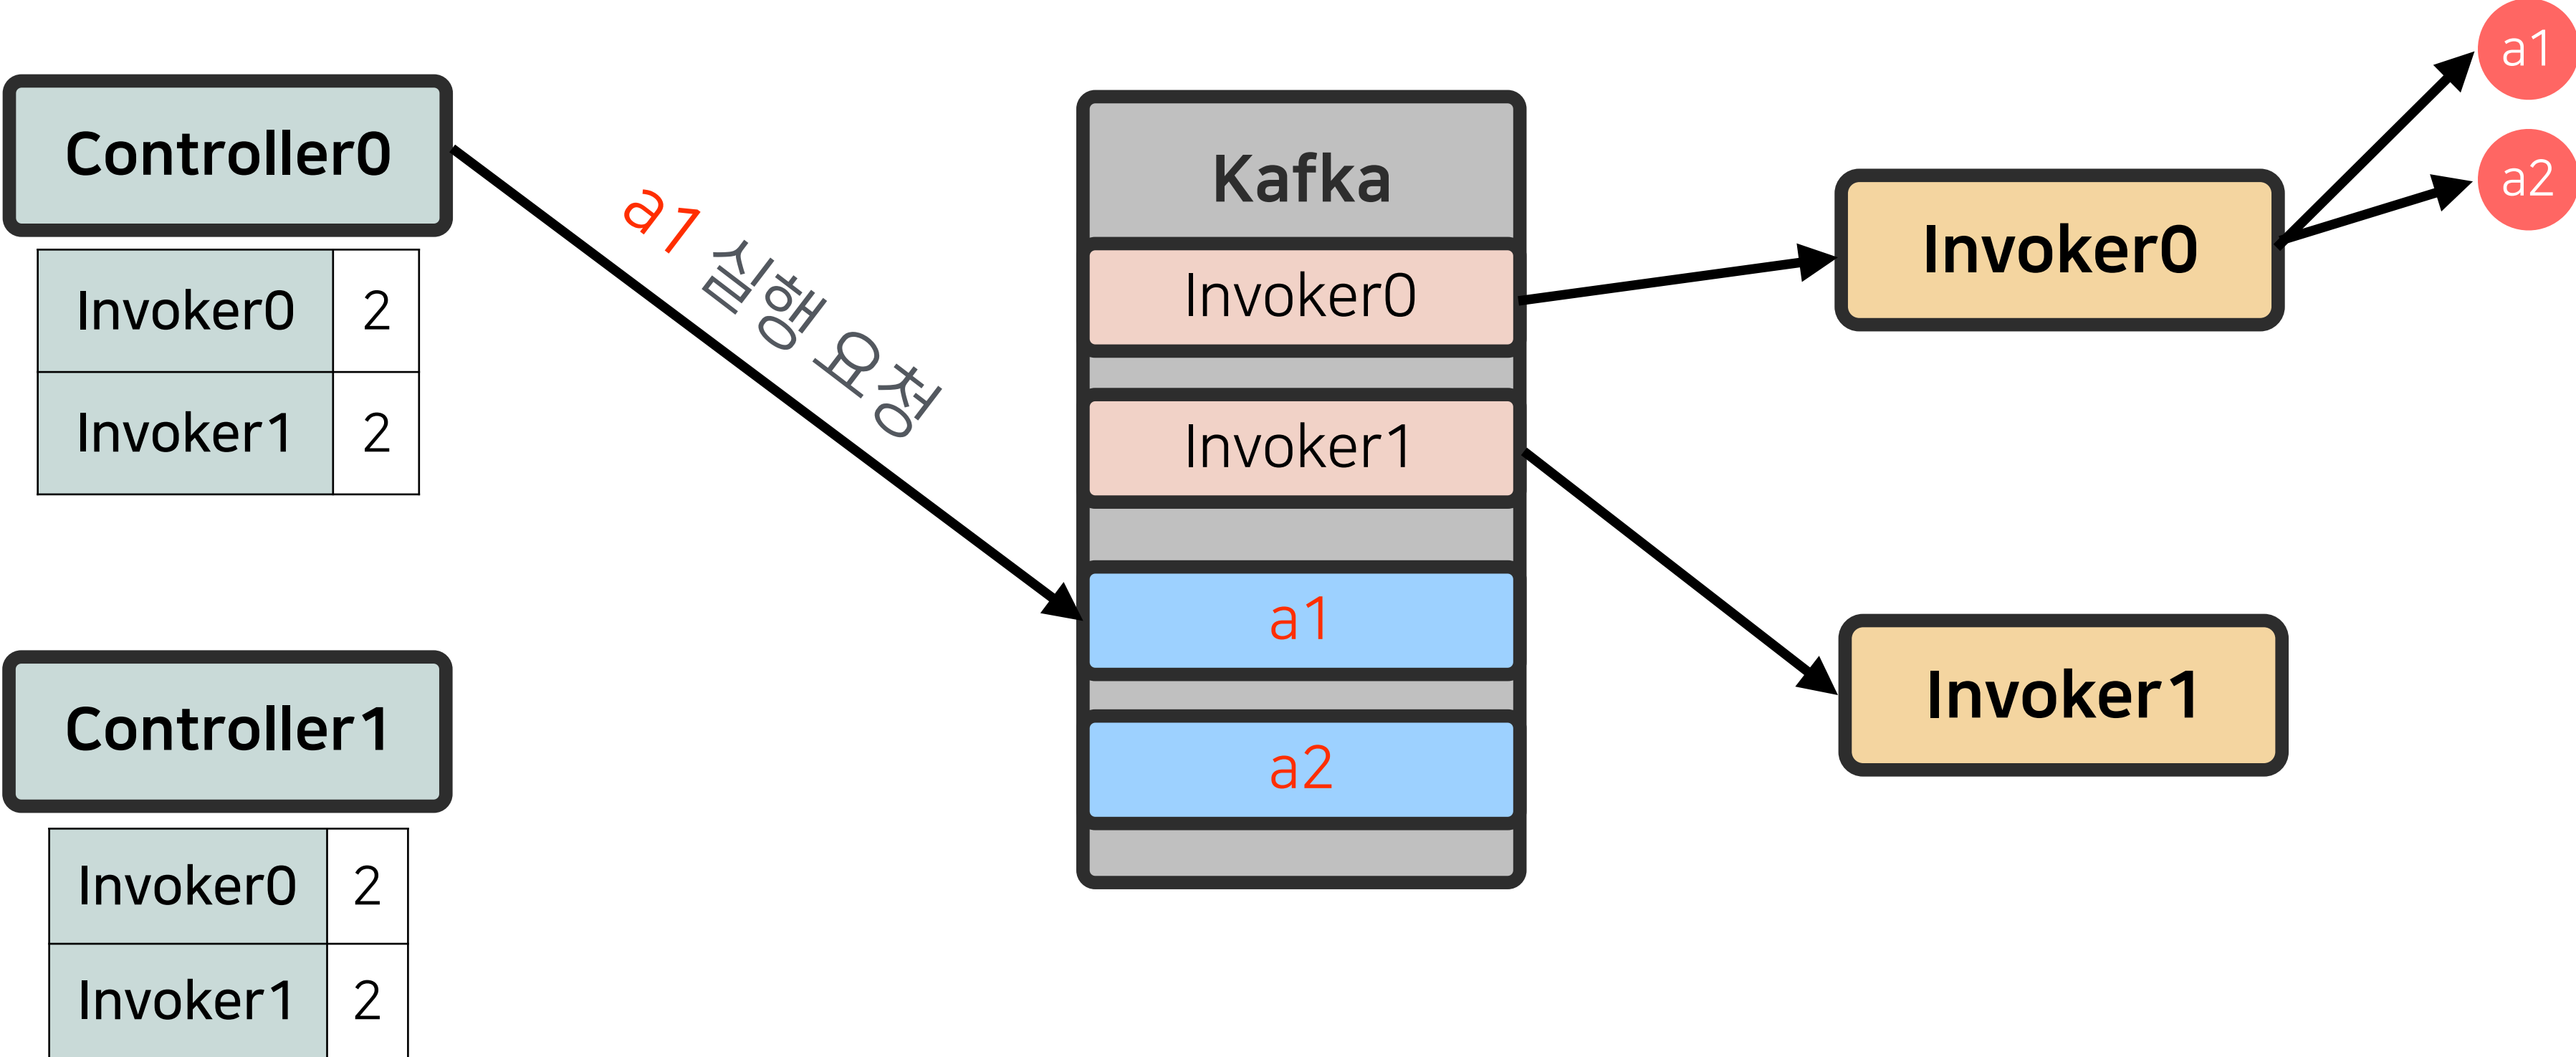 Controller0
Invoker0 2
Invoker1 2
Controller1
Invoker0 2
Invoker1 2
a1 실행 요청
Kafka
Invoker0
Invoker1
a1
a2
Invoker0
Invoker1
a1
a2